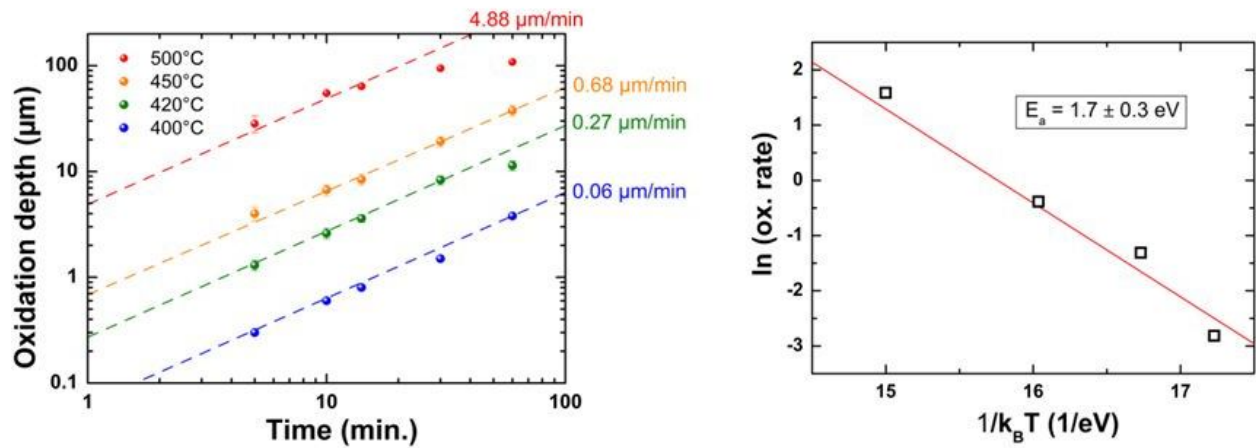 4.88 µm/min
500°C
450°C
420°C
400°C
0.68 µm/min
0.27 µm/min
0.06 µm/min
Oxidation depth (µm)
100
10
1
0.1
1
10
100
Time (min.)
E_a = 1.7 ± 0.3 eV
ln (ox. rate)
2
1
0
-1
-2
-3
15
16
17
1/k_BT (1/eV)